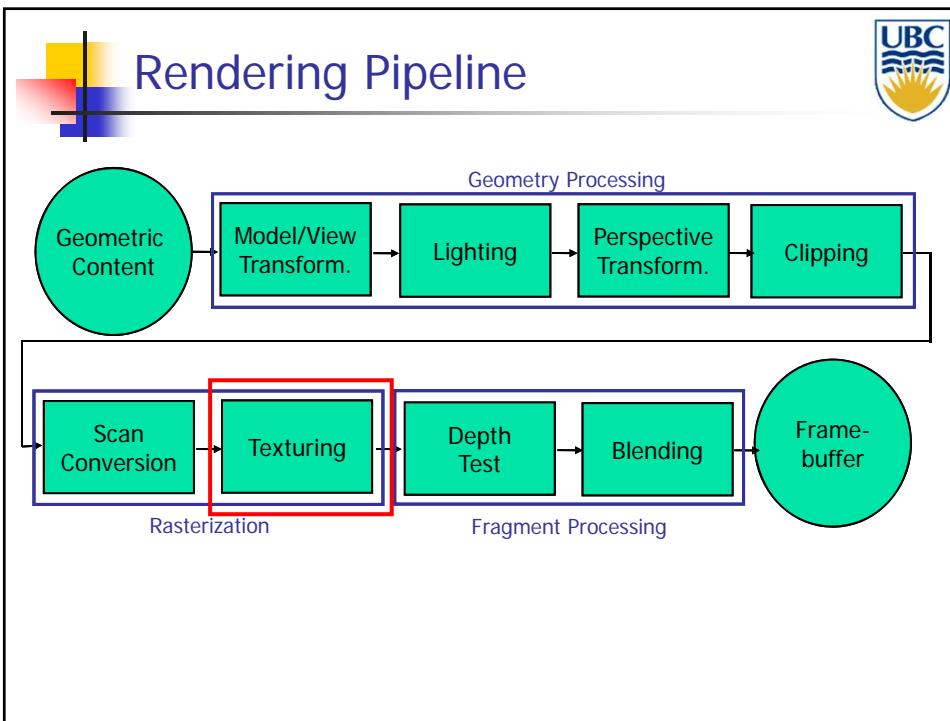 UBC
Rendering Pipeline
Geometry Processing
Geometric
Content
Model/View
Transform.
Lighting
Perspective
Transform.
Clipping
Scan
Conversion
Texturing
Depth
Test
Blending
Frame-
buffer
Rasterization
Fragment Processing